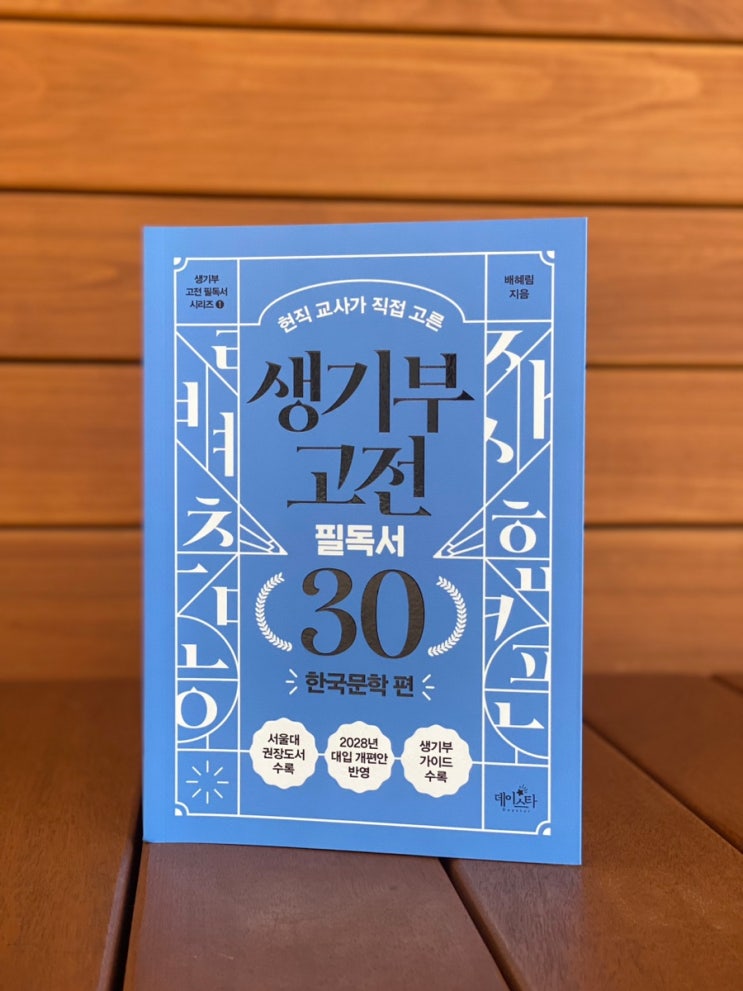 생기부
고전 필독서
시리즈 ❶
배혜림
지음
현직 교사가 직접 고른
생기부
고전
필독서
30
한국문학 편
서울대
권장도서
수록
2028년
대입 개편안
반영
생기부
가이드
수록
데이스타